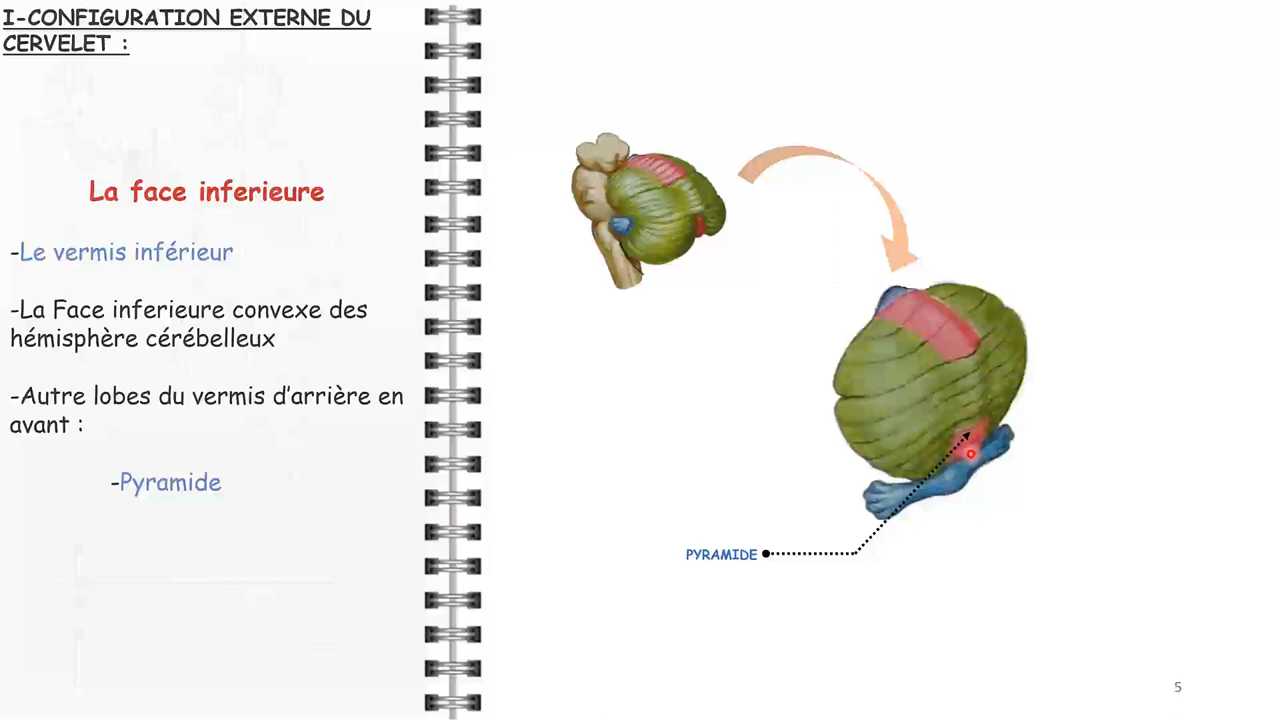 I-CONFIGURATION EXTERNE DU
CERVELET :
La face inferieure
-Le vermis inférieur
-La Face inferieure convexe des
hémisphère cérébelleux
-Autre lobes du vermis d'arrière en
avant :
-Pyramide
PYRAMIDE
5